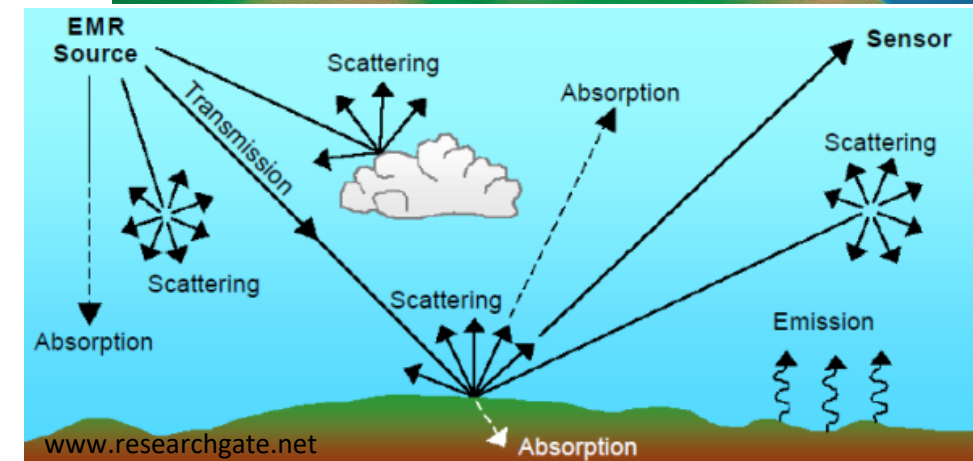 EMR
Source
Sensor
Scattering
Absorption
Transmission
Scattering
Scattering
Absorption
Scattering
Emission
Absorption
www.researchgate.net